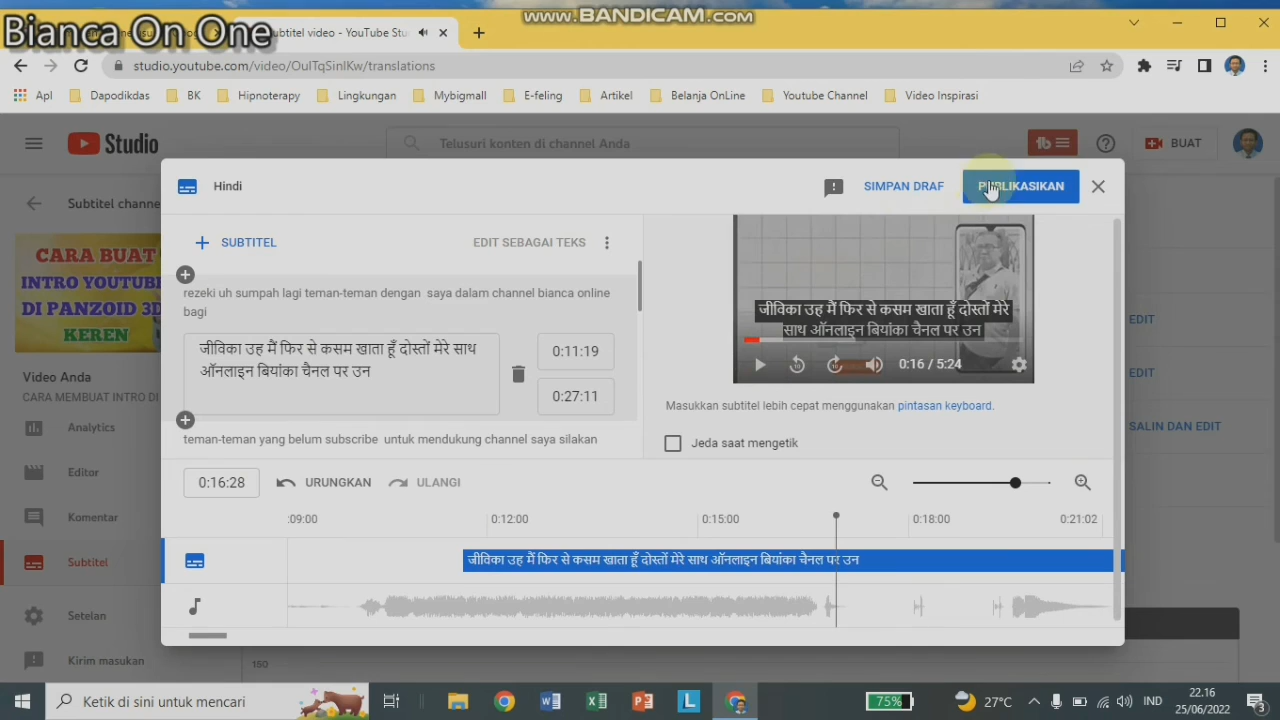 www.BANDICAM.com
Bianca On One
ubtitel video - YouTube Stu
studio.youtube.com/video/OulTqSinlKw/translations
Apl Dapodikdas BK Hipnoterapy Lingkungan Mybigmall E-feling Artikel Belanja OnLine Youtube Channel Video Inspirasi
Studio
Telusuri konten di channel Anda
BUAT
Subtitel channe
Hindi
SIMPAN DRAF
PUBLIKASIKAN
CARA BUAT
INTRO YOUTUB
DI PANZOID 3D
KEREN
Video Anda
CARA MEMBUAT INTRO DI
Analytics
Editor
Komentar
Subtitel
Setelan
Kirim masukan
SUBTITEL
EDIT SEBAGAI TEKS
rezeki uh sumpah lagi teman-teman dengan saya dalam channel bianca online
bagi
जीविका उह मैं फिर से कसम खाता हूँ दोस्तों मेरे साथ
ऑनलाइन बियांका चैनल पर उन
0:11:19
0:27:11
teman-teman yang belum subscribe untuk mendukung channel saya silakan
जीविका उह मैं फिर से कसम खाता हूँ दोस्तों मेरे
साथ ऑनलाइन बियांका चैनल पर उन
0:16 / 5:24
Masukkan subtitel lebih cepat menggunakan pintasan keyboard.
Jeda saat mengetik
EDIT
EDIT
SALIN DAN EDIT
0:16:28
URUNGKAN
ULANGI
:09:00 0:12:00 0:15:00 0:18:00 0:21:02
जीविका उह मैं फिर से कसम खाता हूँ दोस्तों मेरे साथ ऑनलाइन बियांका चैनल पर उन
150
Ketik di sini untuk mencari
75%
27°C
IND
22.16
25/06/2022
3